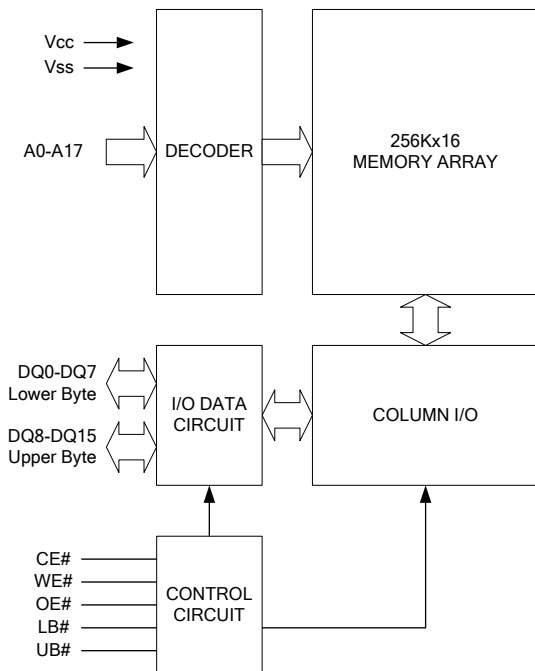 Vcc
Vss
A0-A17
DECODER
256Kx16
MEMORY ARRAY
DQ0-DQ7
Lower Byte
DQ8-DQ15
Upper Byte
I/O DATA
CIRCUIT
COLUMN I/O
CE#
WE#
OE#
LB#
UB#
CONTROL
CIRCUIT